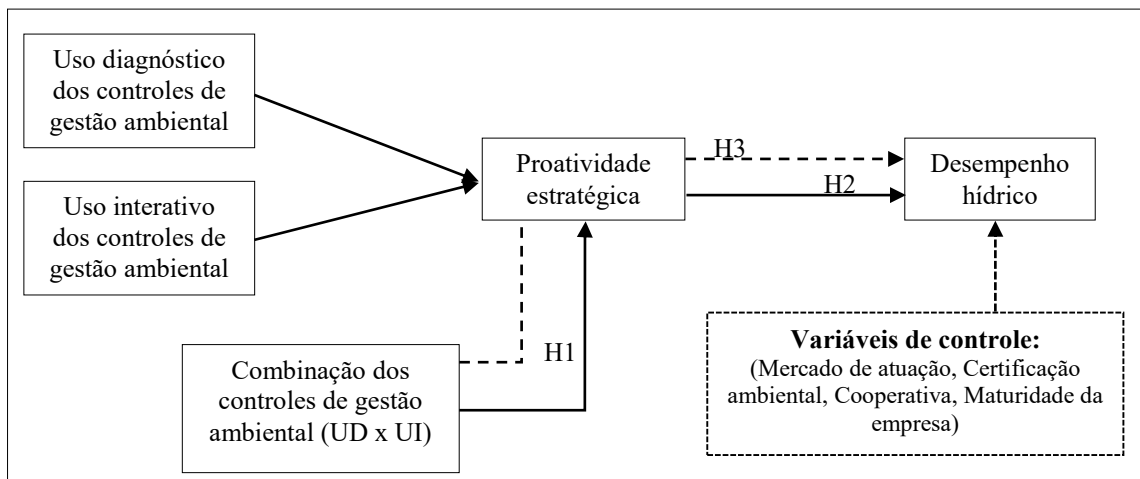 Uso diagnóstico
dos controles de
gestão ambiental
Uso interativo
dos controles de
gestão ambiental
Proatividade
estratégica
H3
H2
Desempenho
hídrico
H1
Combinação dos
controles de gestão
ambiental (UD x UI)
Variáveis de controle:
(Mercado de atuação, Certificação
ambiental, Cooperativa, Maturidade da
empresa)